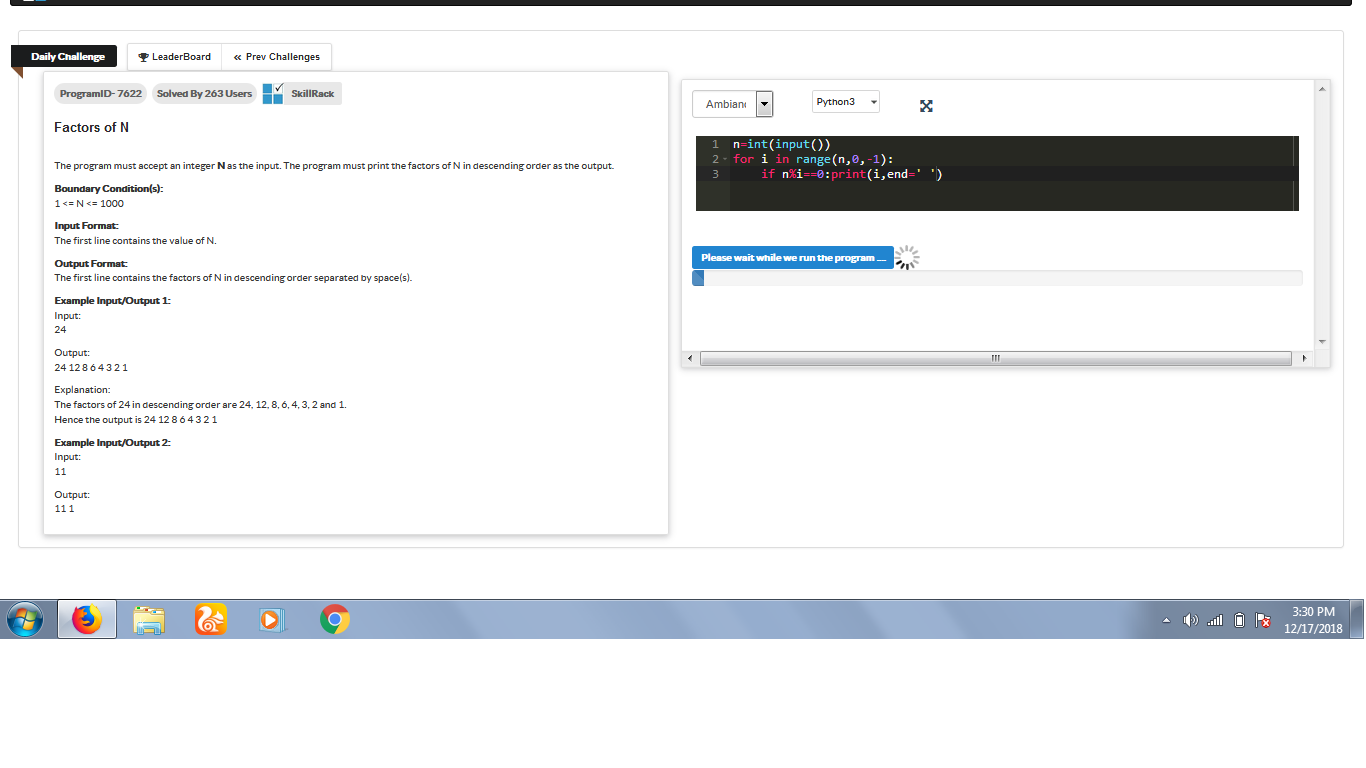 Daily Challenge
LeaderBoard
« Prev Challenges
ProgramID- 7622
Solved By 263 Users
SkillRack
Factors of N
The program must accept an integer N as the input. The program must print the factors of N in descending order as the output.
Boundary Condition(s):
1 <= N <= 1000
Input Format:
The first line contains the value of N.
Output Format:
The first line contains the factors of N in descending order separated by space(s).
Example Input/Output 1:
Input:
24
Output:
24 12 8 6 4 3 2 1
Explanation:
The factors of 24 in descending order are 24, 12, 8, 6, 4, 3, 2 and 1.
Hence the output is 24 12 8 6 4 3 2 1
Example Input/Output 2:
Input:
11
Output:
11 1
Ambian
Python3
1 n=int(input())
2 for i in range(n,0,-1):
3     if n%i==0:print(i,end=' ')
Please wait while we run the program ....
3:30 PM
12/17/2018